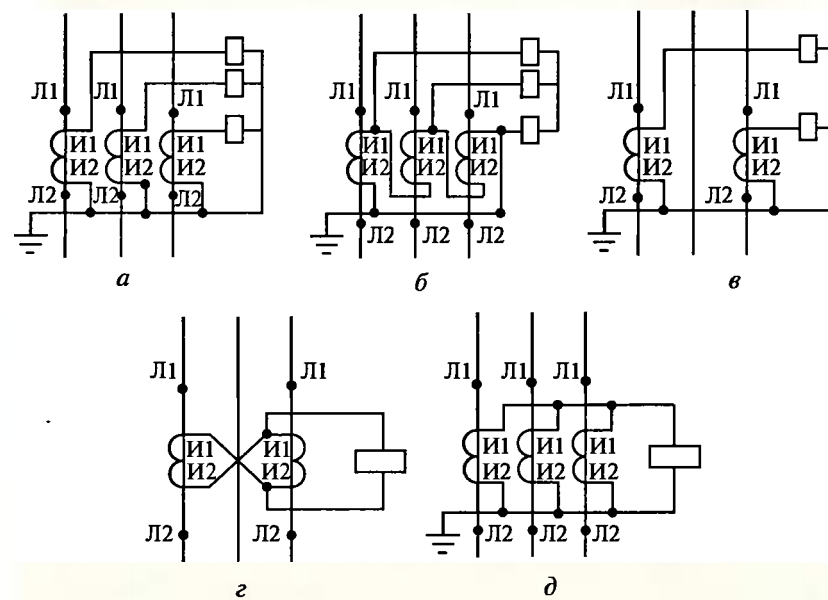 Л1 Л1 Л1 Л1 Л1 Л1 Л1 Л1
И1 И1 И1 И1 И1 И1 И1 И1
И2 И2 И2 И2 И2 И2 И2 И2
Л2 Л2 Л2 Л2 Л2
Л2 Л2 Л2
а б в
Л1 Л1 Л1 Л1 Л1
И1 И1 И1 И1 И1
И2 И2 И2 И2 И2
Л2 Л2 Л2 Л2 Л2
г д